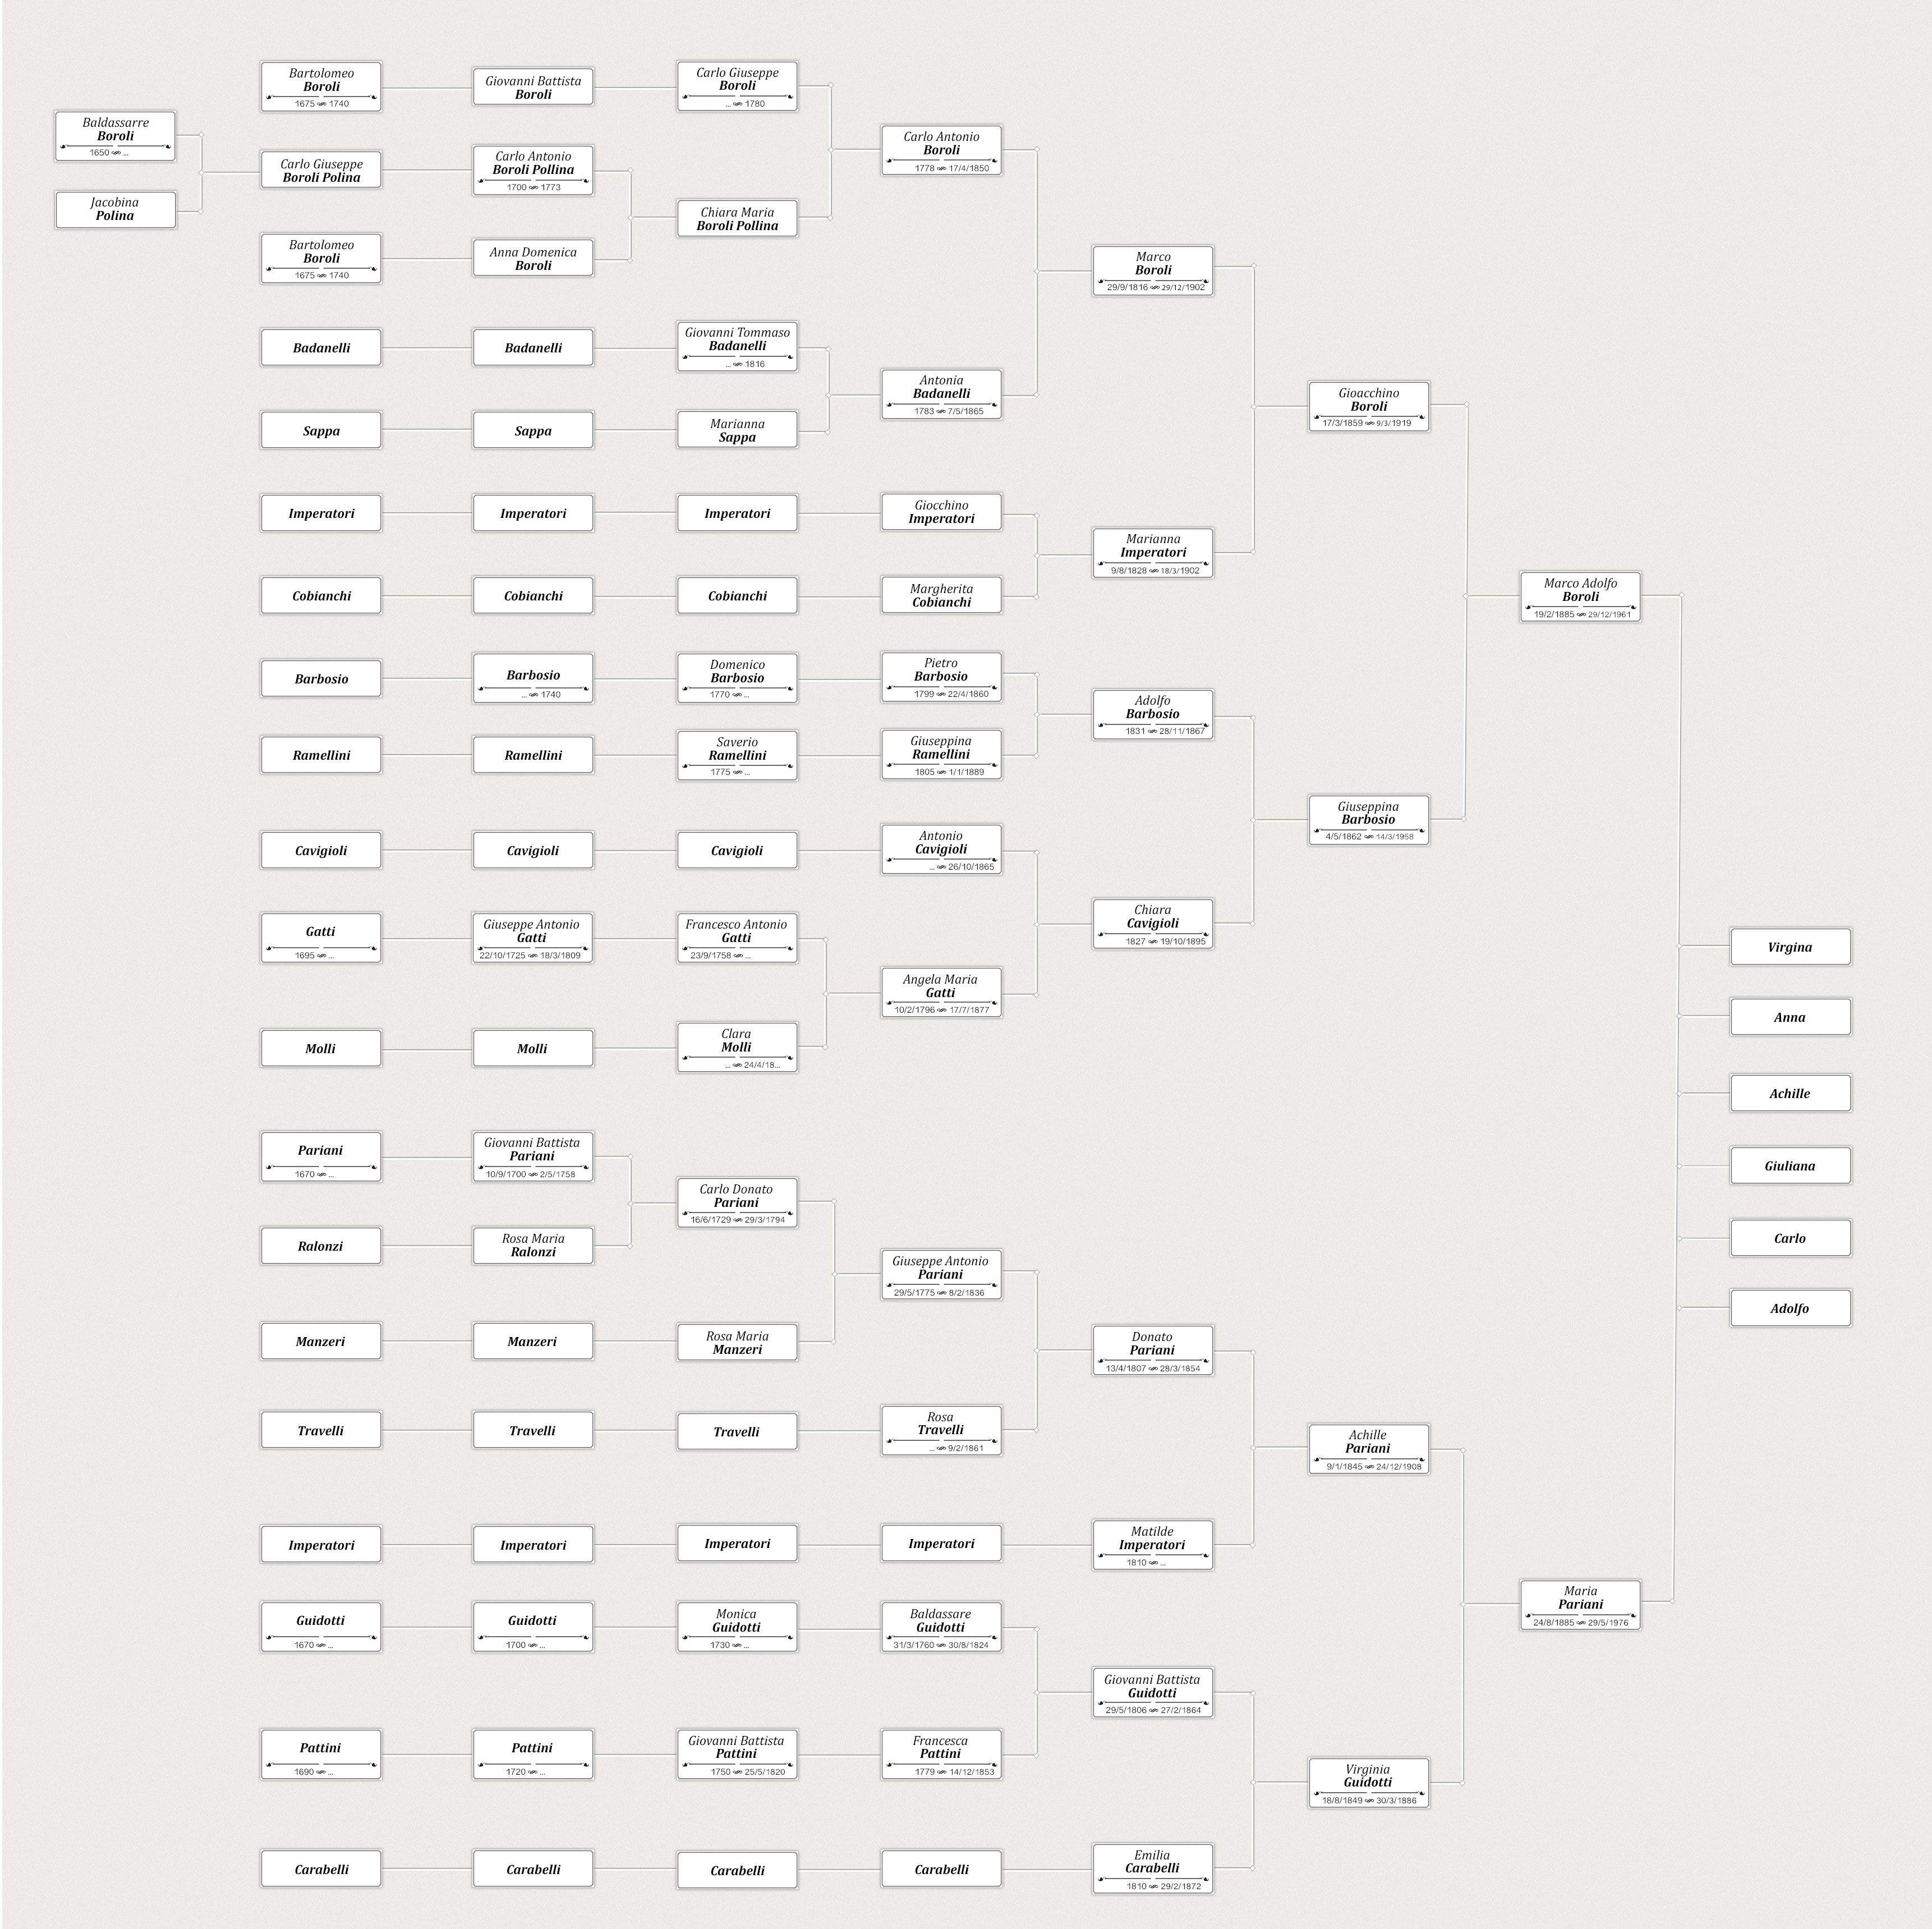 Baldassarre
Boroli
1650 ...
Jacobina
Polina
Bartolomeo
Boroli
1675 1740
Carlo Giuseppe
Boroli Polina
Bartolomeo
Boroli
1675 1740
Badanelli
Sappa
Imperatori
Cobianchi
Barbosio
Ramellini
Cavigioli
Gatti
1695 ...
Molli
Pariani
1670 ...
Ralonzi
Manzeri
Travelli
Imperatori
Guidotti
1670 ...
Pattini
1690 ...
Carabelli
Giovanni Battista
Boroli
Carlo Antonio
Boroli Pollina
1700 1773
Anna Domenica
Boroli
Badanelli
Sappa
Imperatori
Cobianchi
Barbosio
... 1740
Ramellini
Cavigioli
Giuseppe Antonio
Gatti
22/10/1725 18/3/1809
Molli
Giovanni Battista
Pariani
10/9/1700 2/5/1758
Rosa Maria
Ralonzi
Manzeri
Travelli
Imperatori
Guidotti
1700 ...
Pattini
1720 ...
Carabelli
Carlo Giuseppe
Boroli
... 1780
Chiara Maria
Boroli Pollina
Giovanni Tommaso
Badanelli
... 1816
Marianna
Sappa
Imperatori
Cobianchi
Domenico
Barbosio
1770 ...
Saverio
Ramellini
1775 ...
Cavigioli
Francesco Antonio
Gatti
23/9/1758 ...
Clara
Molli
... 24/4/18...
Carlo Donato
Pariani
16/6/1729 29/3/1794
Rosa Maria
Manzeri
Travelli
Imperatori
Monica
Guidotti
1730 ...
Giovanni Battista
Pattini
1750 25/5/1820
Carabelli
Carlo Antonio
Boroli
1778 17/4/1850
Antonia
Badanelli
1783 7/5/1865
Giocchino
Imperatori
Margherita
Cobianchi
Pietro
Barbosio
1799 22/4/1860
Giuseppina
Ramellini
1805 1/1/1889
Antonio
Cavigioli
... 26/10/1865
Angela Maria
Gatti
10/2/1796 17/7/1877
Giuseppe Antonio
Pariani
29/5/1775 8/2/1836
Rosa
Travelli
... 9/2/1861
Imperatori
Baldassare
Guidotti
31/3/1760 30/8/1824
Francesca
Pattini
1779 14/12/1853
Carabelli
Marco
Boroli
29/9/1816 29/12/1902
Marianna
Imperatori
9/8/1828 18/3/1902
Adolfo
Barbosio
1831 28/11/1867
Chiara
Cavigioli
1827 19/10/1895
Donato
Pariani
13/4/1807 28/3/1854
Matilde
Imperatori
1810 ...
Giovanni Battista
Guidotti
29/5/1806 27/2/1864
Emilia
Carabelli
1810 29/2/1872
Gioacchino
Boroli
17/3/1859 9/3/1919
Giuseppina
Barbosio
4/5/1862 14/3/1958
Achille
Pariani
9/1/1845 24/12/1908
Virginia
Guidotti
18/8/1849 30/3/1886
Marco Adolfo
Boroli
19/2/1885 29/12/1961
Maria
Pariani
24/8/1885 29/5/1976
Virgina
Anna
Achille
Giuliana
Carlo
Adolfo